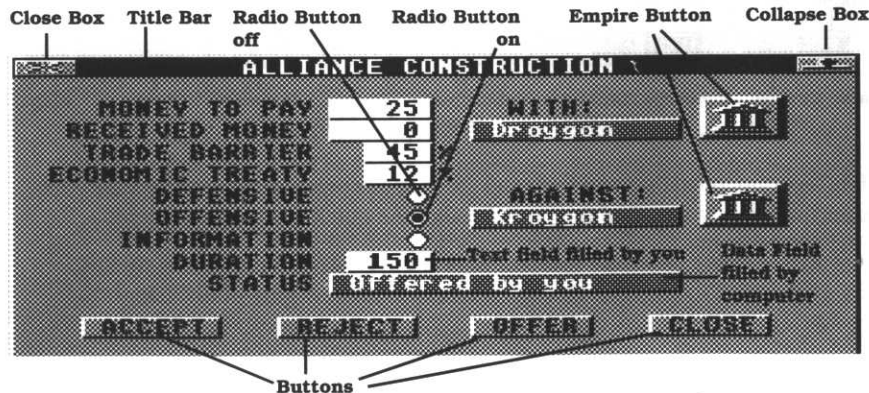 Close Box Title Bar Radio Button off Radio Button on Empire Button Collapse Box
ALLIANCE CONSTRUCTION
MONEY TO PAY 25 WITH:
RECEIVED MONEY 0 Droygon
TRADE BARRIER 45 %
ECONOMIC TREATY 12 %
DEFENSIVE AGAINST:
OFFENSIVE Kroygon
INFORMATION
DURATION 150 Text field filled by you
STATUS Offered by you
Data Field
filled by
computer
ACCEPT REJECT OFFER CLOSE
Buttons